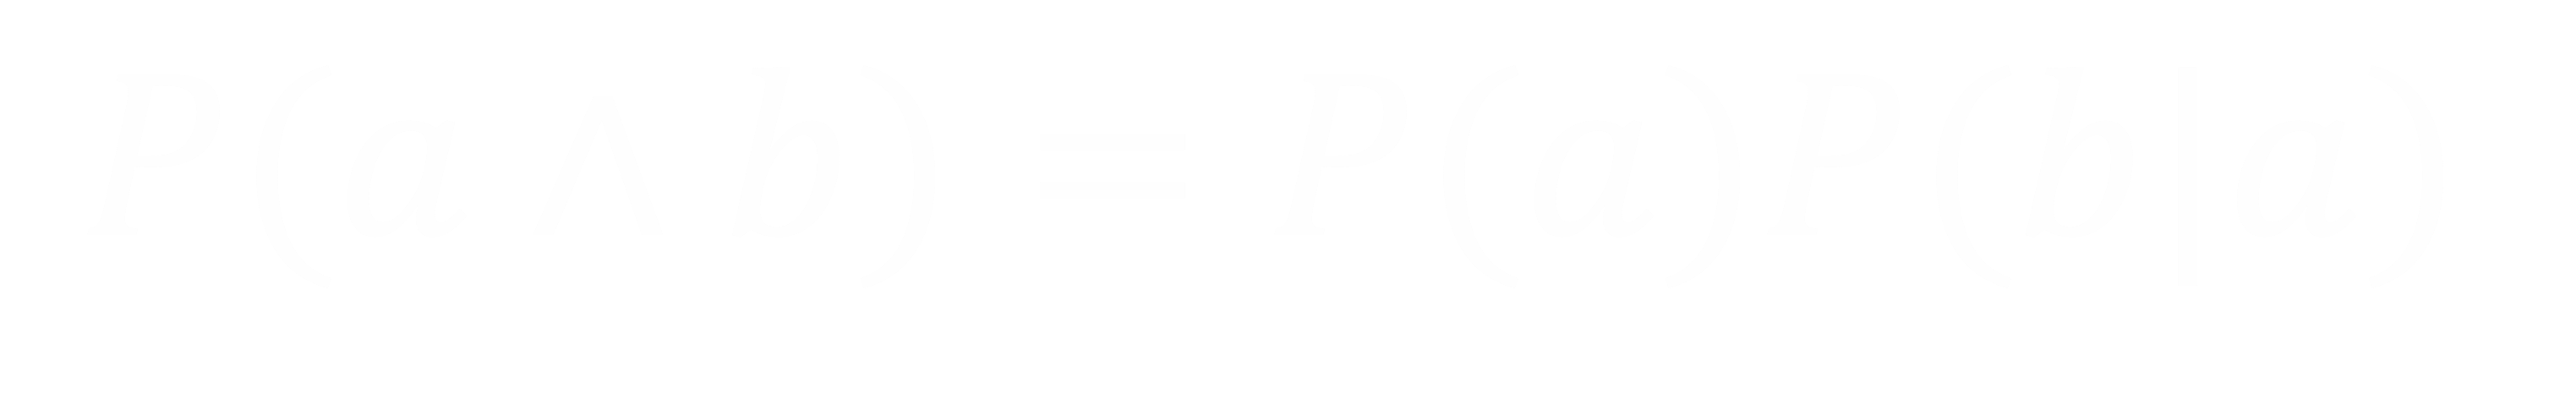 P(a ∧ b) = P(a)P(b|a)